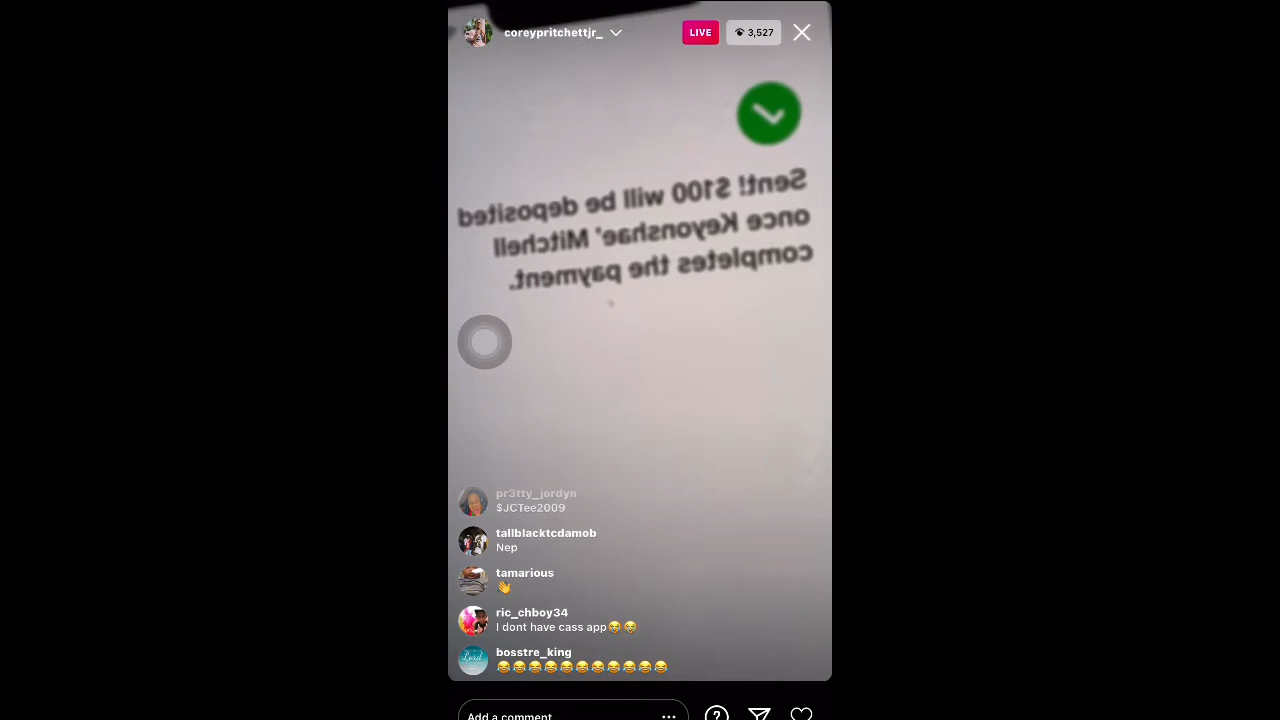 coreypritchettjr_
LIVE
3,527
Sent! $100 will be deposited
once Keyonshae' Mitchell
completes the payment.
pr3tty_jordyn
$JCTee2009
tallblacktcdamob
Nep
tamarious
👋
ric_chboy34
I dont have cass app😭😭
bosstre_king
😂😂😂😂😂😂😂😂😂😂😂
Add a comment